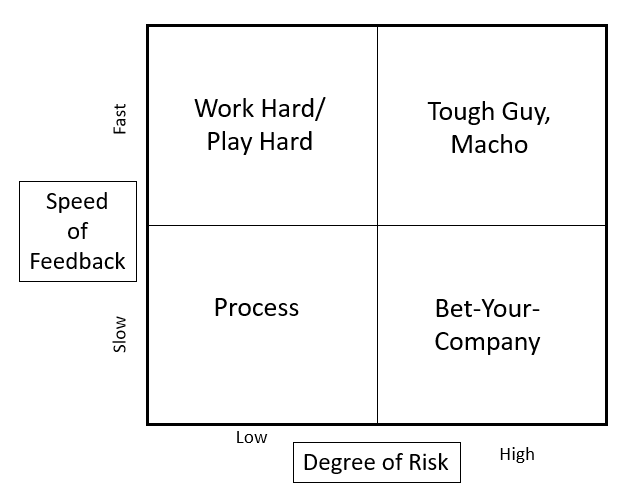 Fast
Work Hard/
Play Hard
Tough Guy,
Macho
Speed
of
Feedback
Slow
Process
Bet-Your-
Company
Low
Degree of Risk
High